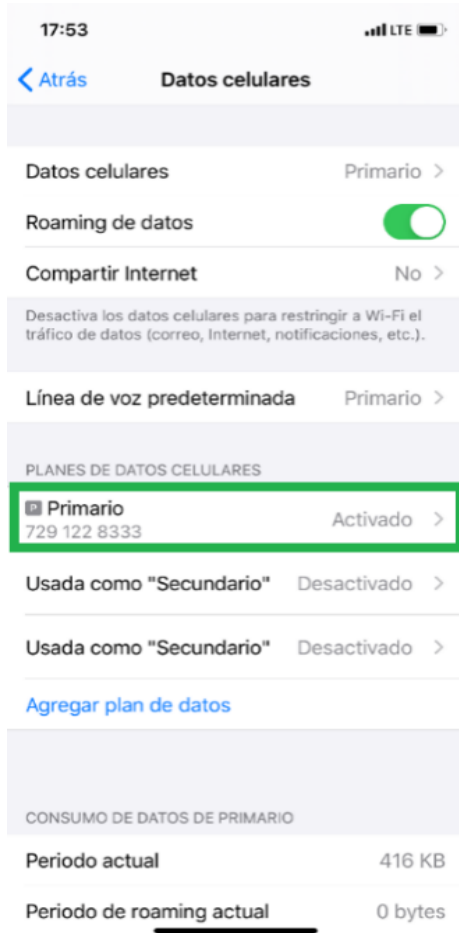 17:53 LTE
Atrás Datos celulares
Datos celulares Primario
Roaming de datos
Compartir Internet No
Desactiva los datos celulares para restringir a Wi-Fi el
tráfico de datos (correo, Internet, notificaciones, etc.).
Línea de voz predeterminada Primario
PLANES DE DATOS CELULARES
P Primario
729 122 8333 Activado
Usada como "Secundario" Desactivado
Usada como "Secundario" Desactivado
Agregar plan de datos
CONSUMO DE DATOS DE PRIMARIO
Periodo actual 416 KB
Periodo de roaming actual 0 bytes